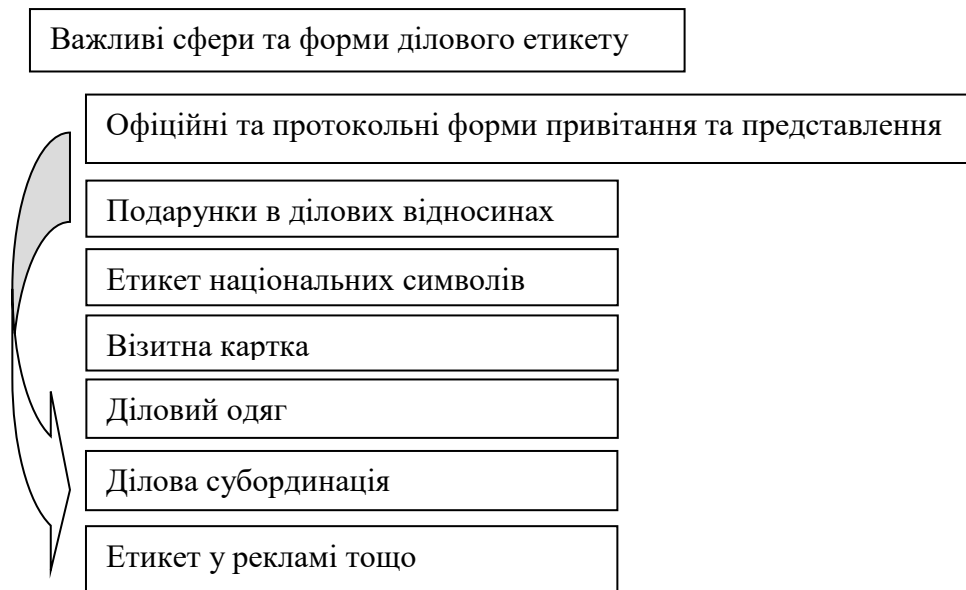 Важливі сфери та форми ділового етикету
Офіційні та протокольні форми привітання та представлення
Подарунки в ділових відносинах
Етикет національних символів
Візитна картка
Діловий одяг
Ділова субординація
Етикет у рекламі тощо